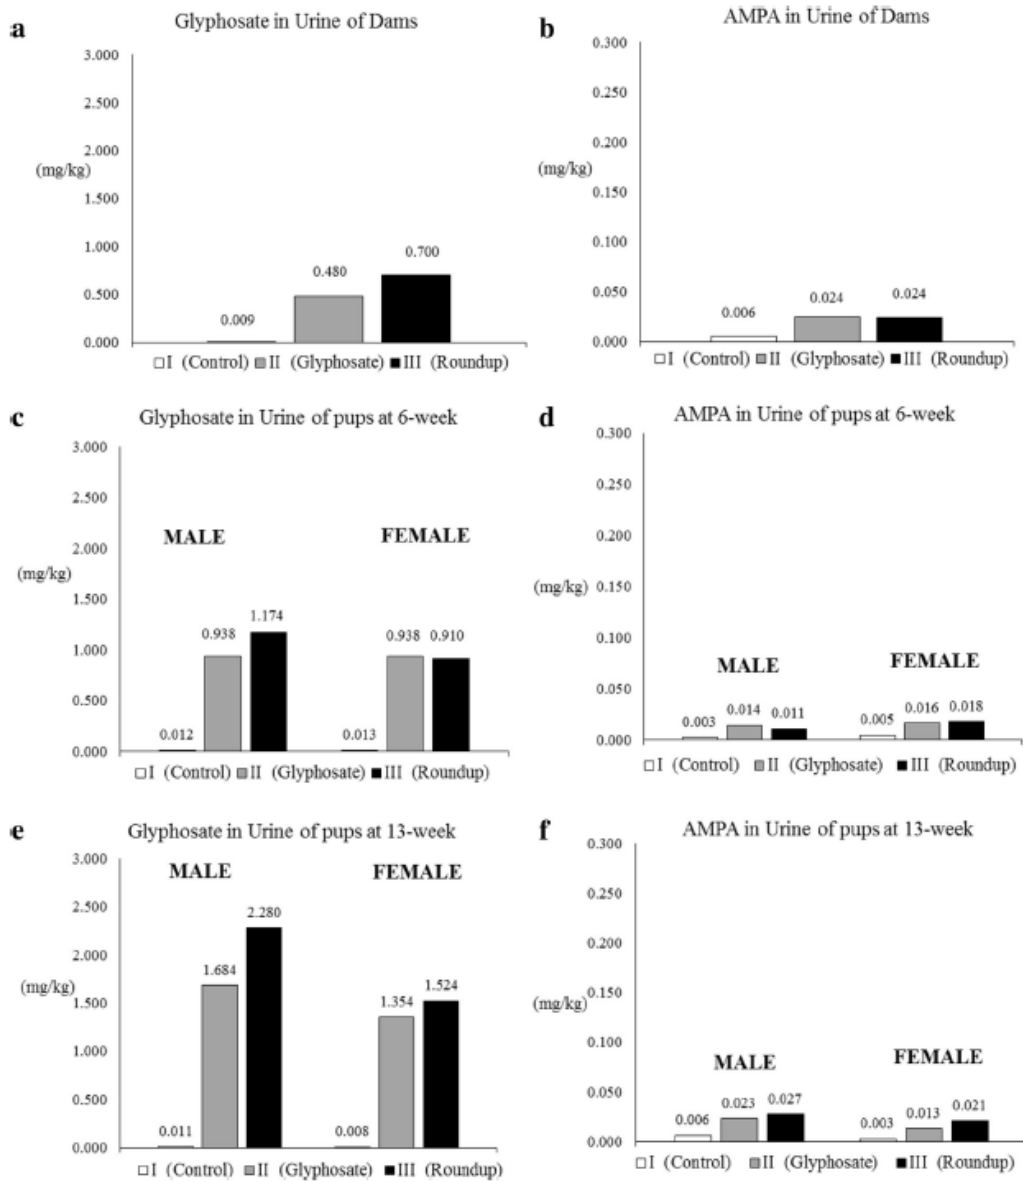 a
Glyphosate in Urine of Dams
3.000
2.500
2.000
(mg/kg)
1.500
1.000
0.500
0.000
0.009
0.480
0.700
I (Control) II (Glyphosate) III (Roundup)
b
AMPA in Urine of Dams
0.300
0.250
0.200
(mg/kg)
0.150
0.100
0.050
0.000
0.006
0.024
0.024
I (Control) II (Glyphosate) III (Roundup)
c
Glyphosate in Urine of pups at 6-week
3.000
2.500
2.000
(mg/kg)
1.500
1.000
0.500
0.000
MALE
FEMALE
0.012
0.938
1.174
0.013
0.938
0.910
I (Control) II (Glyphosate) III (Roundup)
d
AMPA in Urine of pups at 6-week
0.300
0.250
0.200
(mg/kg)
0.150
0.100
0.050
0.000
MALE
FEMALE
0.003
0.014
0.011
0.005
0.016
0.018
I (Control) II (Glyphosate) III (Roundup)
e
Glyphosate in Urine of pups at 13-week
3.000
2.500
2.000
(mg/kg)
1.500
1.000
0.500
0.000
MALE
FEMALE
0.011
1.684
2.280
0.008
1.354
1.524
I (Control) II (Glyphosate) III (Roundup)
f
AMPA in Urine of pups at 13-week
0.300
0.250
0.200
(mg/kg)
0.150
0.100
0.050
0.000
MALE
FEMALE
0.006
0.023
0.027
0.003
0.013
0.021
I (Control) II (Glyphosate) III (Roundup)